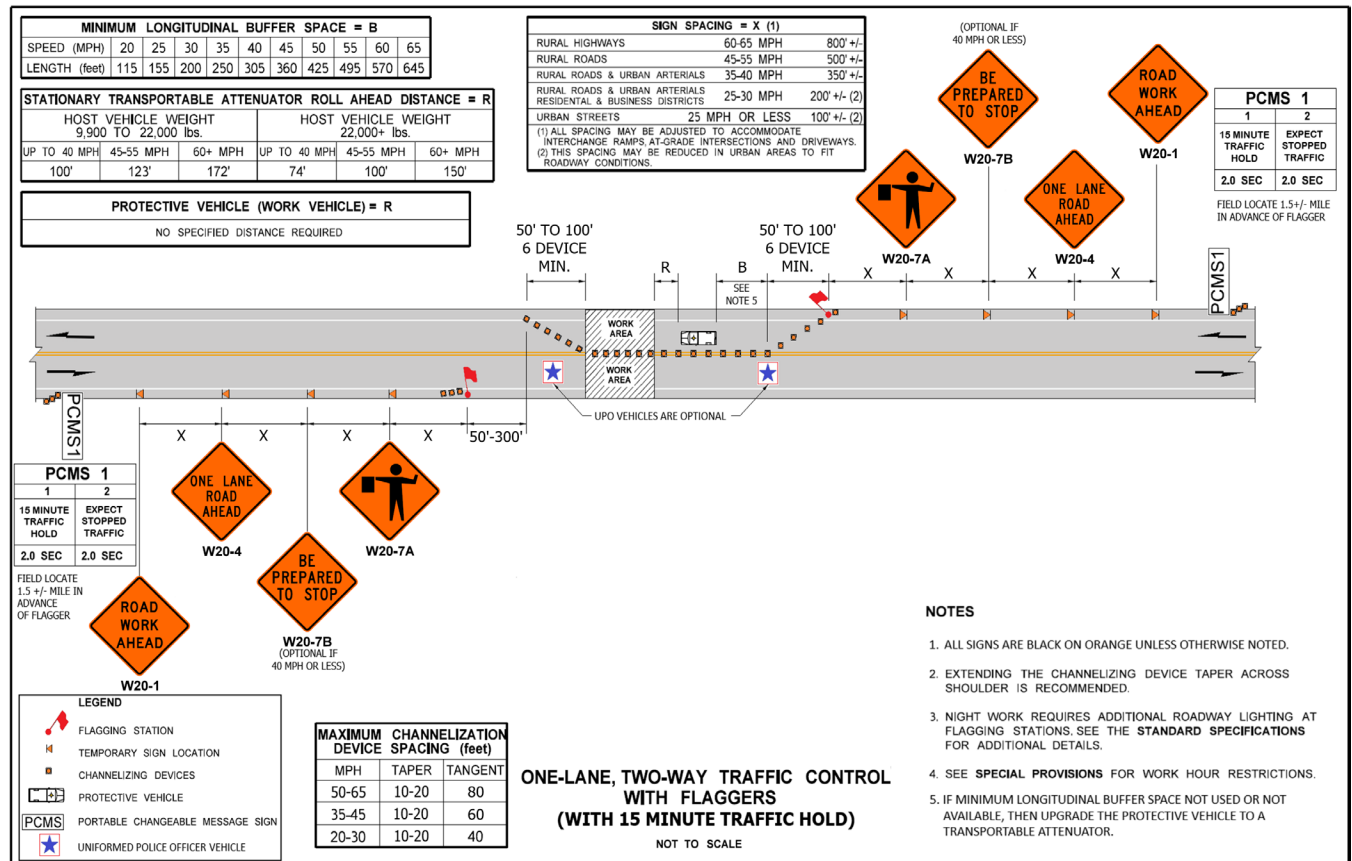 MINIMUM LONGITUDINAL BUFFER SPACE = B
SPEED (MPH) 20 25 30 35 40 45 50 55 60 65
LENGTH (feet) 115 155 200 250 305 360 425 495 570 645
STATIONARY TRANSPORTABLE ATTENUATOR ROLL AHEAD DISTANCE = R
HOST VEHICLE WEIGHT
9,900 TO 22,000 lbs.
HOST VEHICLE WEIGHT
22,000+ lbs.
UP TO 40 MPH 45-55 MPH 60+ MPH UP TO 40 MPH 45-55 MPH 60+ MPH
100' 123' 172' 74' 100' 150'
PROTECTIVE VEHICLE (WORK VEHICLE) = R
NO SPECIFIED DISTANCE REQUIRED
SIGN SPACING = X (1)
RURAL HIGHWAYS 60-65 MPH 800' +/-
RURAL ROADS 45-55 MPH 500' +/-
RURAL ROADS & URBAN ARTERIALS 35-40 MPH 350' +/-
RURAL ROADS & URBAN ARTERIALS
RESIDENTIAL & BUSINESS DISTRICTS 25-30 MPH 200' +/- (2)
URBAN STREETS 25 MPH OR LESS 100' +/- (2)
(1) ALL SPACING MAY BE ADJUSTED TO ACCOMMODATE
INTERCHANGE RAMPS, AT-GRADE INTERSECTIONS AND DRIVEWAYS.
(2) THIS SPACING MAY BE REDUCED IN URBAN AREAS TO FIT
ROADWAY CONDITIONS.
(OPTIONAL IF
40 MPH OR LESS)
BE
PREPARED
TO STOP
W20-7B
ROAD
WORK
AHEAD
W20-1
W20-7A
ONE LANE
ROAD
AHEAD
W20-4
PCMS 1
1 2
15 MINUTE
TRAFFIC
HOLD
EXPECT
STOPPED
TRAFFIC
2.0 SEC 2.0 SEC
FIELD LOCATE 1.5+/- MILE
IN ADVANCE OF FLAGGER
50' TO 100'
6 DEVICE
MIN.
R
B
SEE
NOTE 5
50' TO 100'
6 DEVICE
MIN.
X X X X
PCMS1
WORK
AREA
WORK
AREA
UPO VEHICLES ARE OPTIONAL
PCMS1
X X X X 50'-300'
PCMS 1
1 2
15 MINUTE
TRAFFIC
HOLD
EXPECT
STOPPED
TRAFFIC
2.0 SEC 2.0 SEC
FIELD LOCATE
1.5 +/- MILE IN
ADVANCE
OF FLAGGER
ONE LANE
ROAD
AHEAD
W20-4
W20-7A
BE
PREPARED
TO STOP
W20-7B
(OPTIONAL IF
40 MPH OR LESS)
ROAD
WORK
AHEAD
W20-1
LEGEND
FLAGGING STATION
TEMPORARY SIGN LOCATION
CHANNELIZING DEVICES
PROTECTIVE VEHICLE
PCMS PORTABLE CHANGEABLE MESSAGE SIGN
UNIFORMED POLICE OFFICER VEHICLE
MAXIMUM CHANNELIZATION
DEVICE SPACING (feet)
MPH TAPER TANGENT
50-65 10-20 80
35-45 10-20 60
20-30 10-20 40
ONE-LANE, TWO-WAY TRAFFIC CONTROL
WITH FLAGGERS
(WITH 15 MINUTE TRAFFIC HOLD)
NOT TO SCALE
NOTES
1. ALL SIGNS ARE BLACK ON ORANGE UNLESS OTHERWISE NOTED.
2. EXTENDING THE CHANNELIZING DEVICE TAPER ACROSS
SHOULDER IS RECOMMENDED.
3. NIGHT WORK REQUIRES ADDITIONAL ROADWAY LIGHTING AT
FLAGGING STATIONS. SEE THE STANDARD SPECIFICATIONS
FOR ADDITIONAL DETAILS.
4. SEE SPECIAL PROVISIONS FOR WORK HOUR RESTRICTIONS.
5. IF MINIMUM LONGITUDINAL BUFFER SPACE NOT USED OR NOT
AVAILABLE, THEN UPGRADE THE PROTECTIVE VEHICLE TO A
TRANSPORTABLE ATTENUATOR.